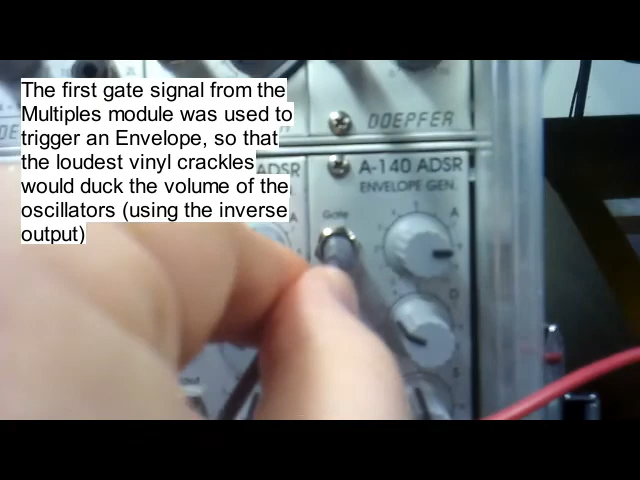 The first gate signal from the
Multiples module was used to
trigger an Envelope, so that
the loudest vinyl crackles
would duck the volume of the
oscillators (using the inverse
output)
DOEPFER
ADSR
A-140 ADSR
ENVELOPE GEN.
Gate
A
A
D
S